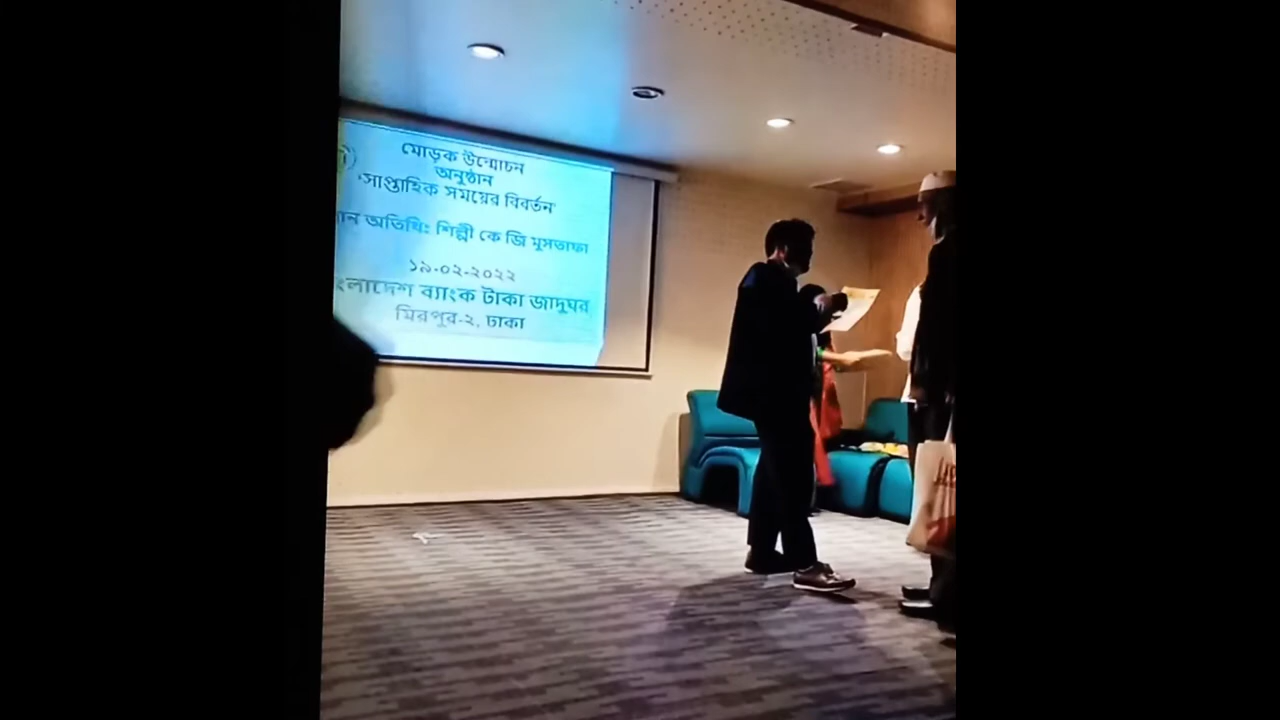 মোড়ক উন্মোচন
অনুষ্ঠান
'সাপ্তাহিক সময়ের বিবর্তন'
অতিথিঃ শিল্পী কে জি মুসতাফা
১৯-০২-২০২২
ব্যাংক টাকা জাদুঘর
মিরপুর-২, ঢাকা